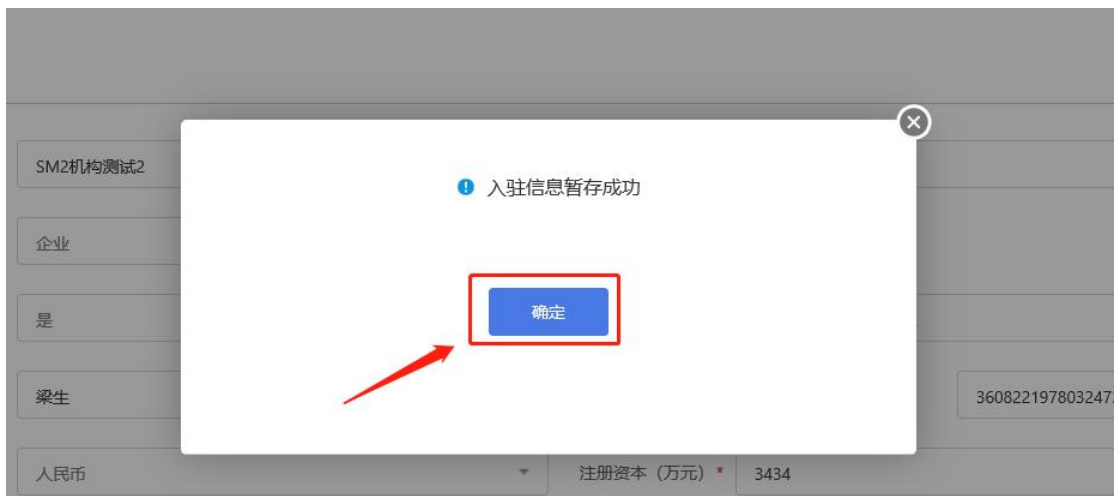 SM2机构测试2
入驻信息暂存成功
企业
确定
是
梁生
360822197803247
人民币
注册资本（万元）*
3434